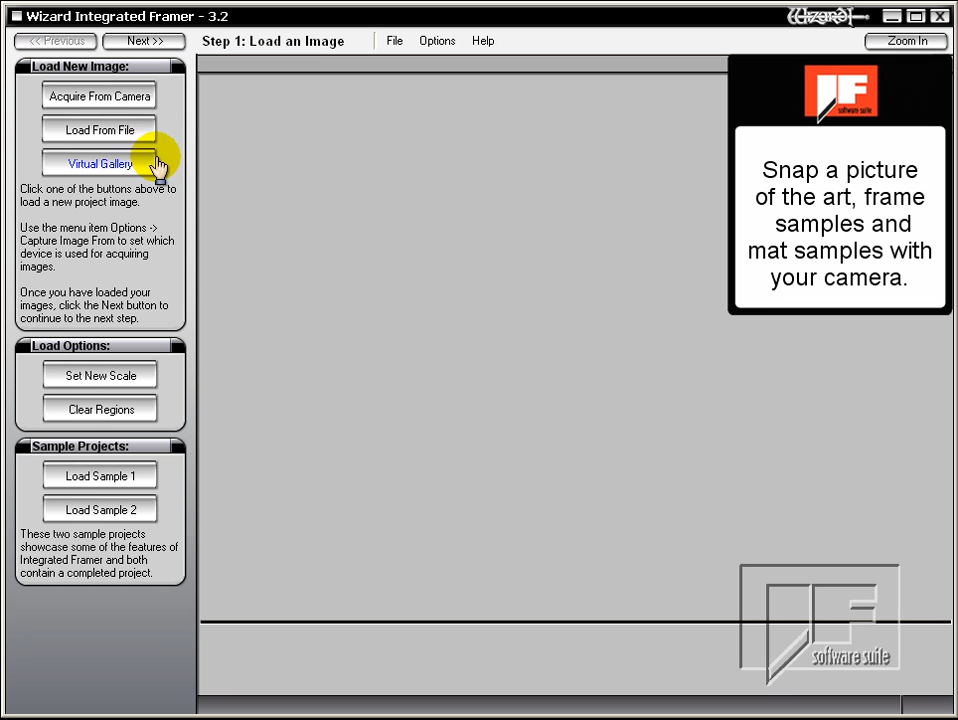 Wizard Integrated Framer - 3.2
Wizard
<< Previous
Next >>
Step 1: Load an Image
File
Options
Help
Zoom In
Load New Image:
Acquire From Camera
Load From File
Virtual Gallery
Click one of the buttons above to
load a new project image.
Use the menu item Options ->
Capture Image From to set which
device is used for acquiring
images.
Once you have loaded your
images, click the Next button to
continue to the next step.
Load Options:
Set New Scale
Clear Regions
Sample Projects:
Load Sample 1
Load Sample 2
These two sample projects
showcase some of the features of
Integrated Framer and both
contain a completed project.
IF
software suite
Snap a picture
of the art, frame
samples and
mat samples with
your camera.
IF
software suite